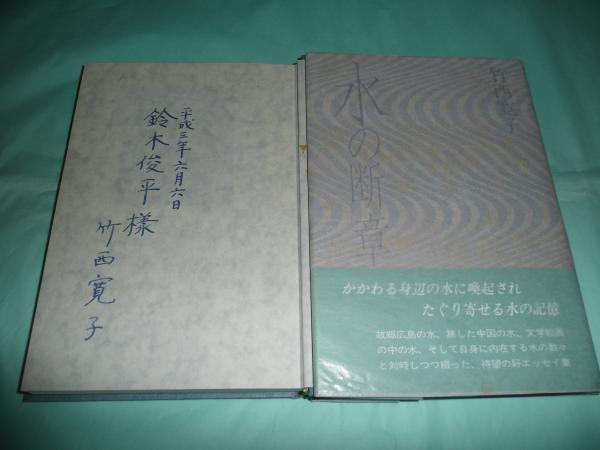 平成三年六月六日
鈴木俊平様
竹西寛子
竹西寛子
水の断章
かかわる身辺の水に喚起され
たぐり寄せる水の記憶
故郷広島の水、旅した中国の水、文学絵画
の中の水、そして自身に内在する水の数々
と対峙しつつ綴った、待望の好エッセイ集